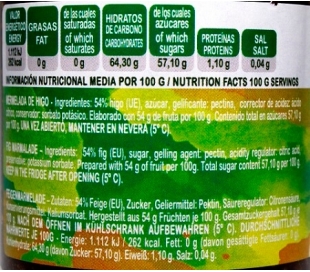 VALOR ENERGÉTICO ENERGY 1.112 KJ 262 kcal
GRASAS FAT 0 g
de las cuales saturadas of which saturates 0 g
HIDRATOS DE CARBONO CARBOHYDRATES 64,30 g
de los cuales azúcares of which sugars 57,10 g
PROTEÍNAS PROTEINS 1,10 g
SAL SALT 0,04 g
INFORMACIÓN NUTRICIONAL MEDIA POR 100 G / NUTRITION FACTS 100 G SERVINGS
MERMELADA DE HIGO - Ingredients: 54% higo (UE), azúcar, gelificante: pectina, corrector de acidez: ácido
cítrico, conservador: sorbato potásico. Elaborado con 54 g de fruta por 100 g. Contenido total en azúcares 57,10 g
por 100 g. UNA VEZ ABIERTO, MANTENER EN NEVERA (5º C).
FIG MARMALADE - Ingredients: 54% fig (EU), sugar, gelling agent: pectin, acidity regulator: citric acid,
preservative: potassium sorbate. Prepared with 54 g of fruit per 100g. Total sugar content 57,10 g per 100 g
KEEP IN THE FRIDGE AFTER OPENING (5º C).
FEIGENMARMELADE - Zutaten: 54% Feige (EU), Zucker, Geliermittel: Pektin, Säureregulator: Citronensäure,
Kaliumsorbat. Hergestellt aus 54 g Früchten je 100 g. Gesamtzuckergehalt 57,10 g
100 g. NACH DEM ÖFFNEN IM KÜHLSCHRANK AUFBEWAHREN (5º C). DURCHSCHNITTLICHE
NÄHRWERTE JE 100G - Energie: 1.112 kJ / 262 kcal. Fett: 0 g (davon gesättigte Fettsäuren: 0 g
64,30 g (davon Zucker: 57,10 g). Eiweiß: 1,10 g. Salz: 0,04 g.